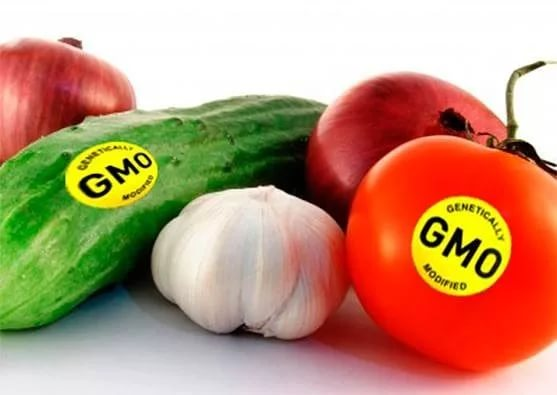 GENETICALLY
GMO
MODIFIED
GENETICALLY
GMO
MODIFIED